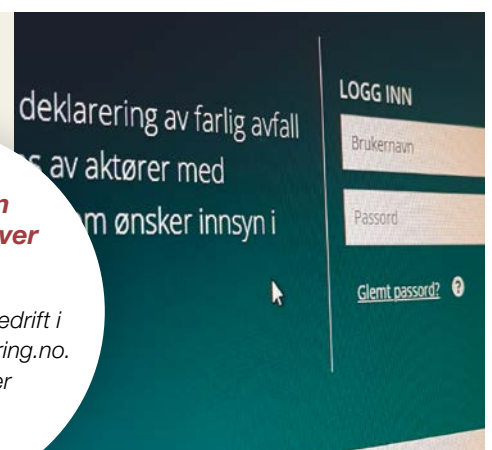 deklarering av farlig avfall
s av aktører med
m ønsker innsyn i
LOGG INN
Brukernavn
Passord
Glemt passord? ?
n
ver
edrift i
ring.no.
er